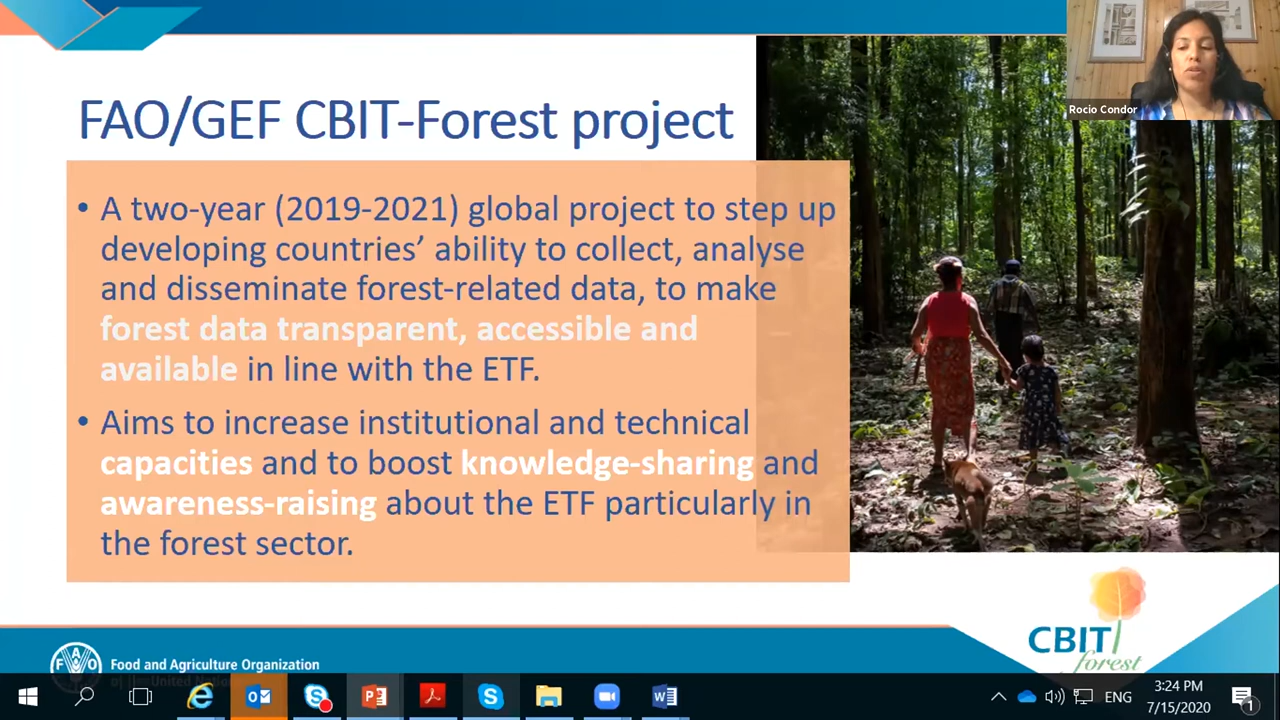 Rocio Condor
FAO/GEF CBIT-Forest project
• A two-year (2019-2021) global project to step up
developing countries’ ability to collect, analyse
and disseminate forest-related data, to make
forest data transparent, accessible and
available in line with the ETF.
• Aims to increase institutional and technical
capacities and to boost knowledge-sharing and
awareness-raising about the ETF particularly in
the forest sector.
CBIT
forest
FAO
Food and Agriculture Organization
ENG
3:24 PM
7/15/2020
1